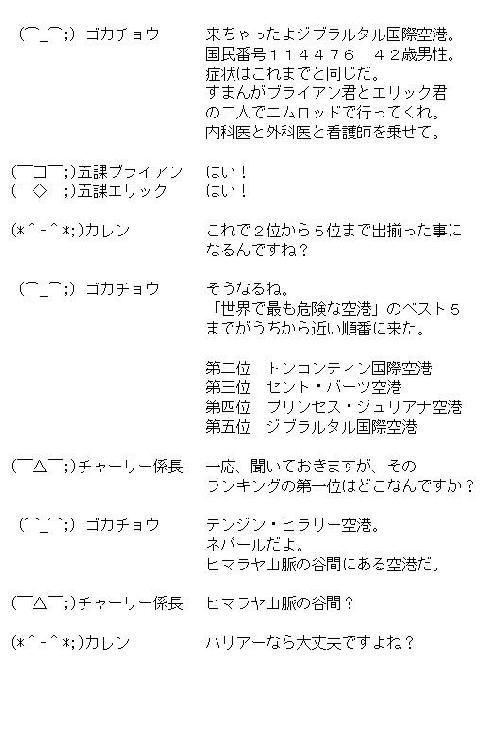 (⌒_⌒;) ゴカチョウ　来ちゃったよジブラルタル国際空港。
国民番号１１４４７６　４２歳男性。
症状はこれまでと同じだ。
すまんがブライアン君とエリック君
の二人でニムロッドで行ってくれ。
内科医と外科医と看護師を乗せて。
(￣コ￣;)五課ブライアン　はい！
(　◇　;)五課エリック　はい！
(*＾-＾*;)カレン　これで２位から５位まで出揃った事に
なるんですね？
(⌒_⌒;) ゴカチョウ　そうなるね。
「世界で最も危険な空港」のベスト５
までがうちから近い順番に来た。
第二位　トンコンティン国際空港
第三位　セント・バーツ空港
第四位　プリンセス・ジュリアナ空港
第五位　ジブラルタル国際空港
(￣△￣;)チャーリー係長　一応、聞いておきますが、その
ランキングの第一位はどこなんですか？
(´_`;) ゴカチョウ　テンジン・ヒラリー空港。
ネパールだよ。
ヒマラヤ山脈の谷間にある空港だ。
(￣△￣;)チャーリー係長　ヒマラヤ山脈の谷間？
(*＾-＾*;)カレン　ハリアーなら大丈夫ですよね？